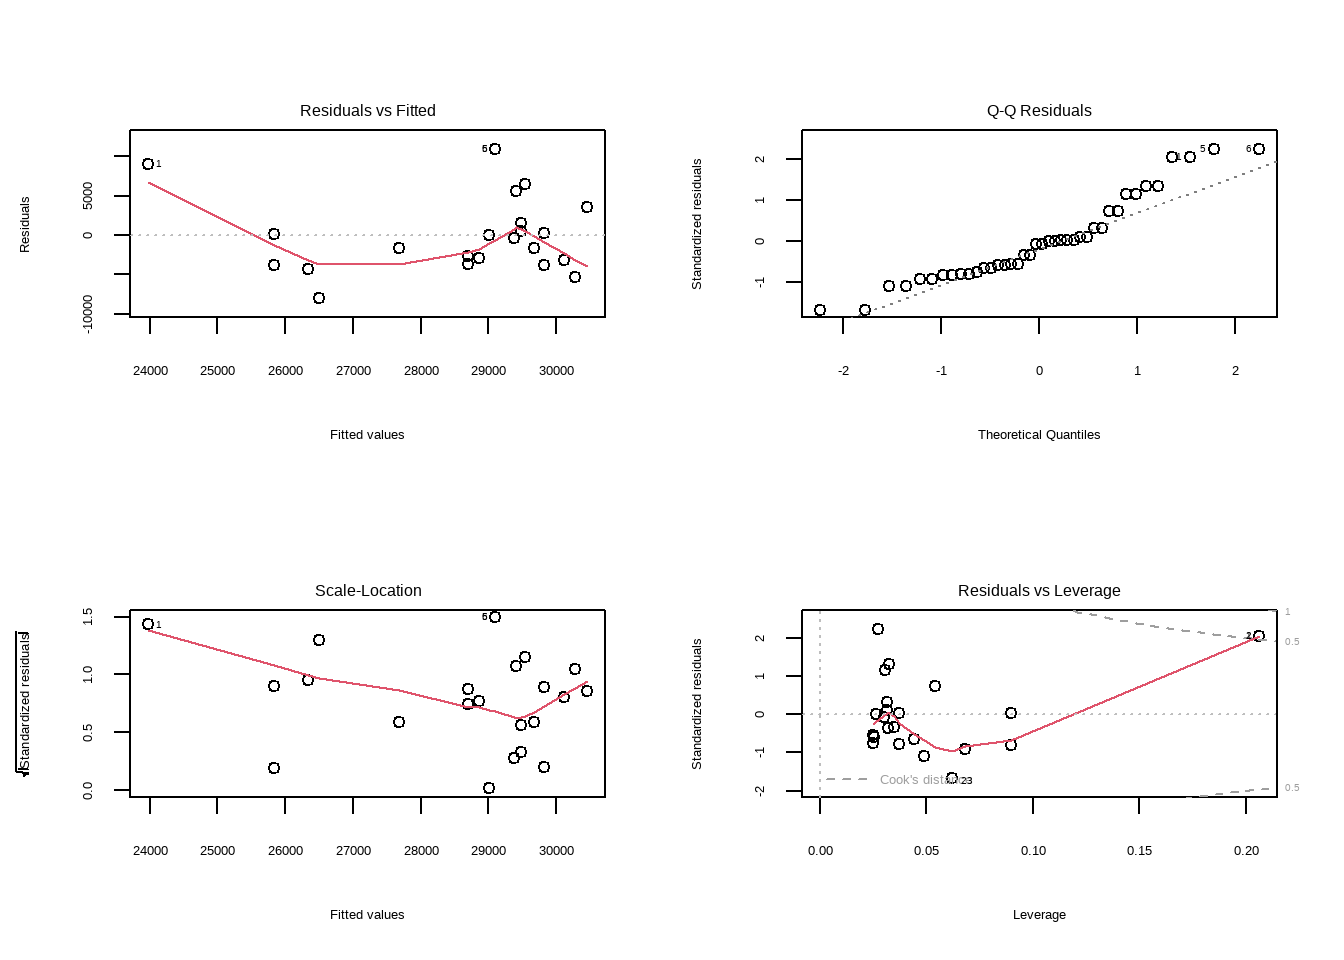 Residuals vs Fitted
Residuals
5000
0
-10000
1
24000 25000 26000 27000 28000 29000 30000
Fitted values
Q-Q Residuals
Standardized residuals
2
1
0
-1
5
6
-2 -1 0 1 2
Theoretical Quantiles
Scale-Location
√Standardized residuals
1.5
1.0
0.5
0.0
1
24000 25000 26000 27000 28000 29000 30000
Fitted values
Residuals vs Leverage
Standardized residuals
2
1
0
-1
-2
1
0.5
0.5
Cook's distance
23
0.00 0.05 0.10 0.15 0.20
Leverage